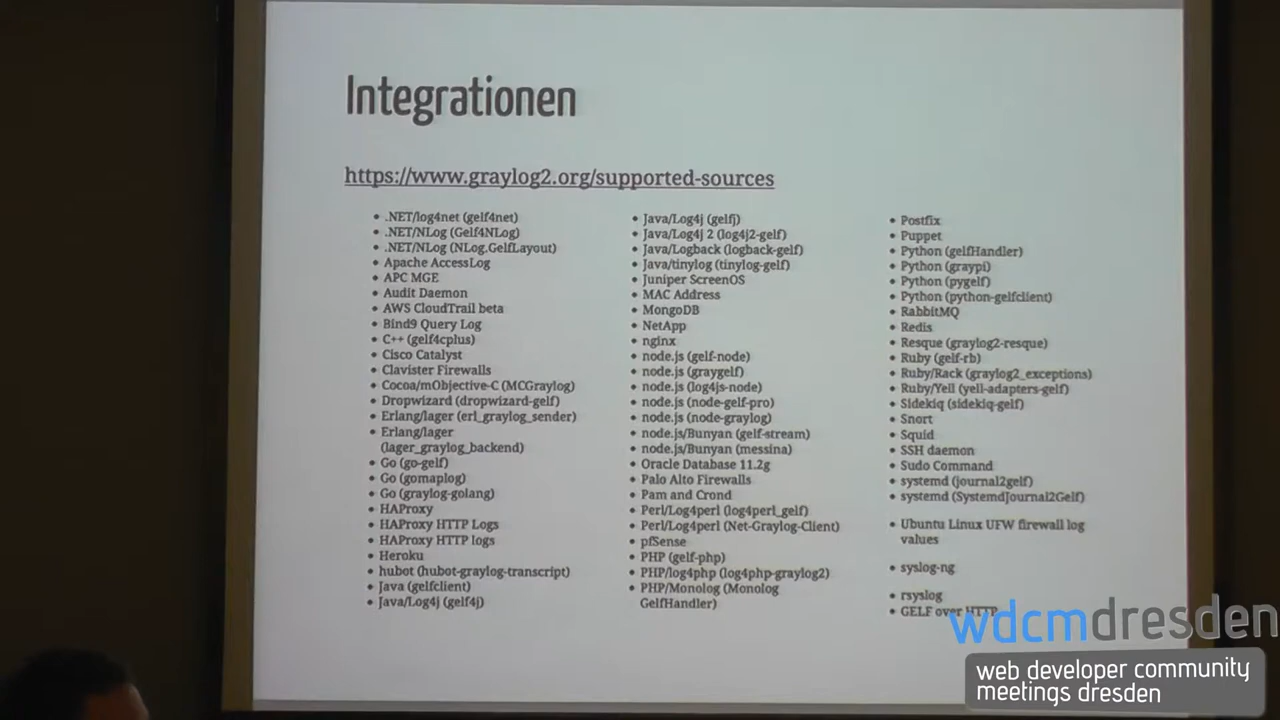 Integrationen
https://www.graylog2.org/supported-sources
• .NET/log4net (gelf4net)
• .NET/NLog (Gelf4NLog)
• .NET/NLog (NLog.GelfLayout)
• Apache AccessLog
• APC MGE
• Audit Daemon
• AWS CloudTrail beta
• Bind9 Query Log
• C++ (gelf4cplus)
• Cisco Catalyst
• Clavister Firewalls
• Cocoa/mObjective-C (MCGraylog)
• Dropwizard (dropwizard-gelf)
• Erlang/lager (erl_graylog_sender)
• Erlang/lager
(lager_graylog_backend)
• Go (go-gelf)
• Go (gomaplog)
• Go (graylog-golang)
• HAProxy
• HAProxy HTTP Logs
• HAProxy HTTP logs
• Heroku
• hubot (hubot-graylog-transcript)
• Java (gelfclient)
• Java/Log4j (gelf4j)
• Java/Log4j (gelfj)
• Java/Log4j 2 (log4j2-gelf)
• Java/Logback (logback-gelf)
• Java/tinylog (tinylog-gelf)
• Juniper ScreenOS
• MAC Address
• MongoDB
• NetApp
• nginx
• node.js (gelf-node)
• node.js (graygelf)
• node.js (log4js-node)
• node.js (node-gelf-pro)
• node.js (node-graylog)
• node.js/Bunyan (gelf-stream)
• node.js/Bunyan (messina)
• Oracle Database 11.2g
• Palo Alto Firewalls
• Pam and Crond
• Perl/Log4perl (log4perl_gelf)
• Perl/Log4perl (Net-Graylog-Client)
• pfSense
• PHP (gelf-php)
• PHP/log4php (log4php-graylog2)
• PHP/Monolog (Monolog
GelfHandler)
• Postfix
• Puppet
• Python (gelfHandler)
• Python (graypi)
• Python (pygelf)
• Python (python-gelfclient)
• RabbitMQ
• Redis
• Resque (graylog2-resque)
• Ruby (gelf-rb)
• Ruby/Rack (graylog2_exceptions)
• Ruby/Yell (yell-adapters-gelf)
• Sidekiq (sidekiq-gelf)
• Snort
• Squid
• SSH daemon
• Sudo Command
• systemd (journal2gelf)
• systemd (SystemdJournal2Gelf)
• Ubuntu Linux UFW firewall log
values
• syslog-ng
• rsyslog
• GELF over HTTP
wdcmdresden
web developer community
meetings dresden